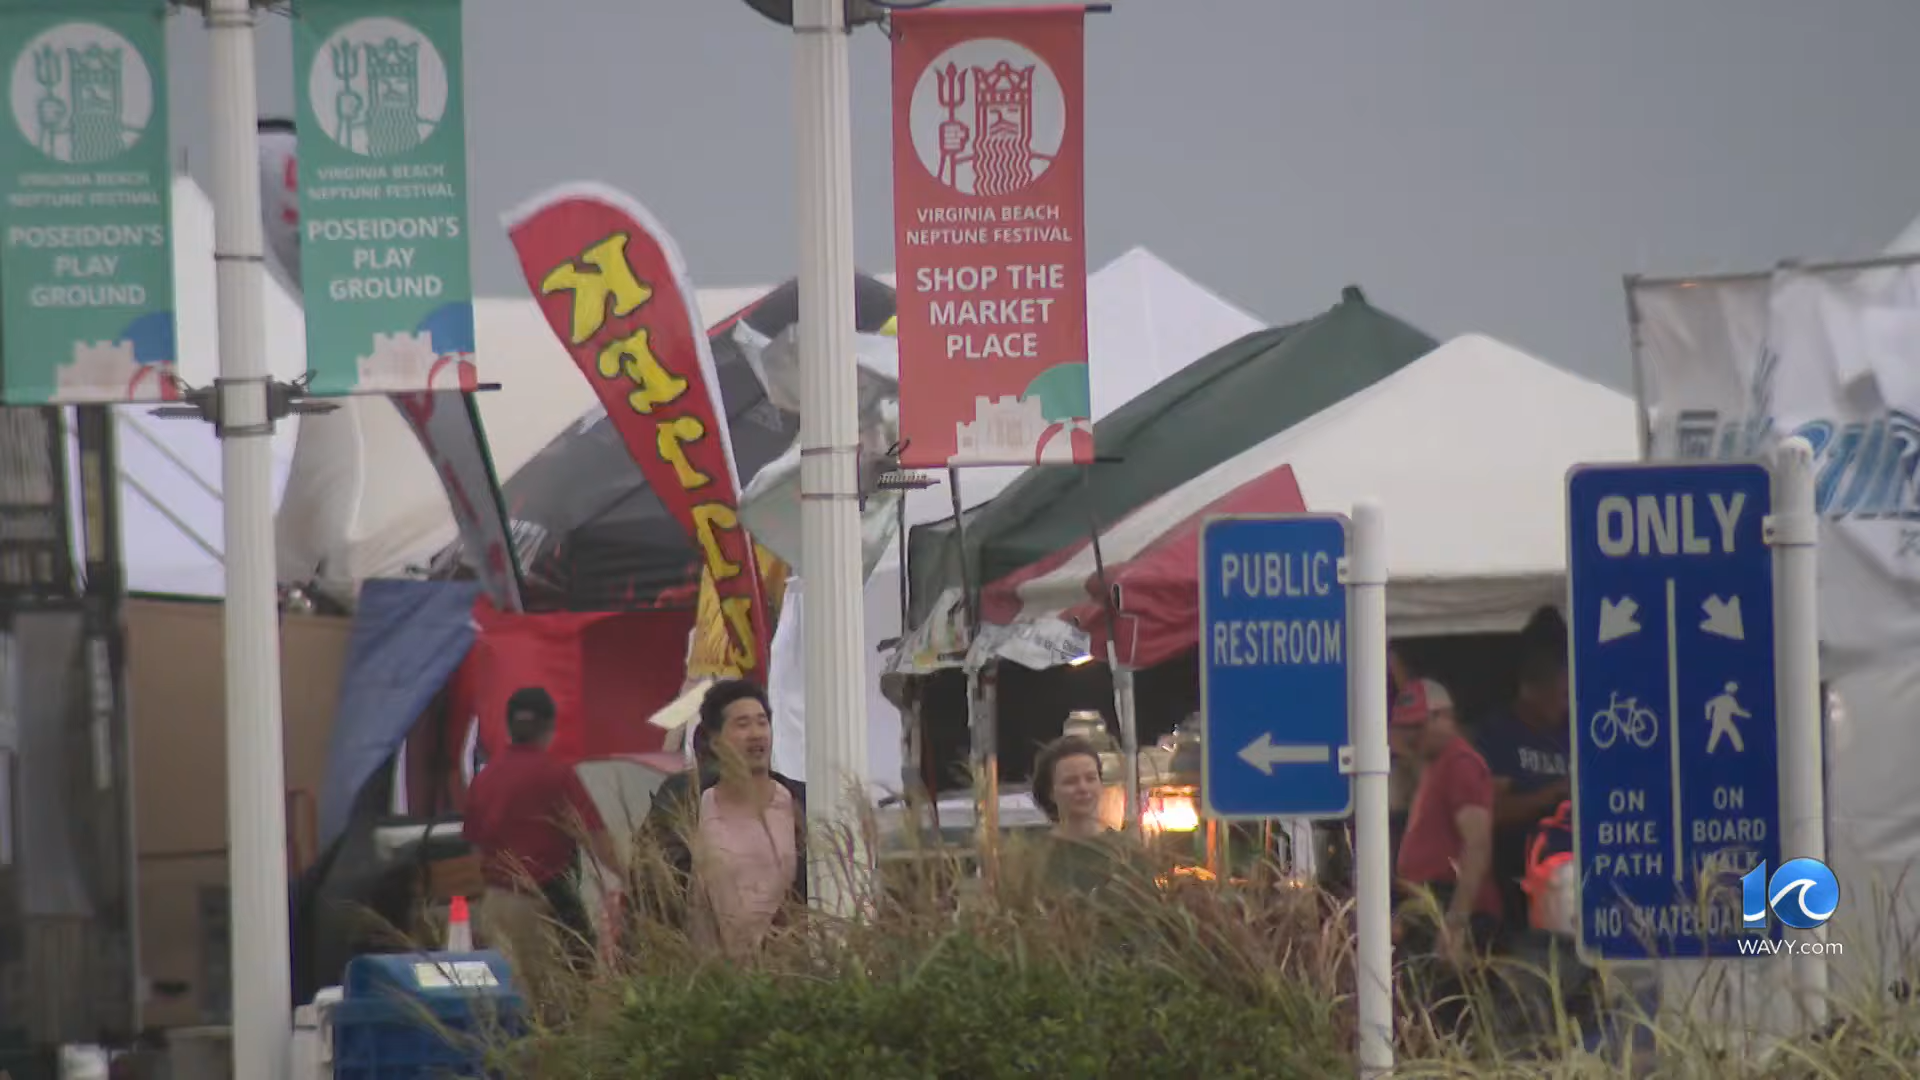 VIRGINIA BEACH
NEPTUNE FESTIVAL
POSEIDON'S
PLAY
GROUND
VIRGINIA BEACH
NEPTUNE FESTIVAL
POSEIDON'S
PLAY
GROUND
VIRGINIA BEACH
NEPTUNE FESTIVAL
SHOP THE
MARKET
PLACE
PUBLIC
RESTROOM
ONLY
ON
BIKE
PATH
ON
BOARD
WALK
NO SKATEBOARD
10
WAVY.com